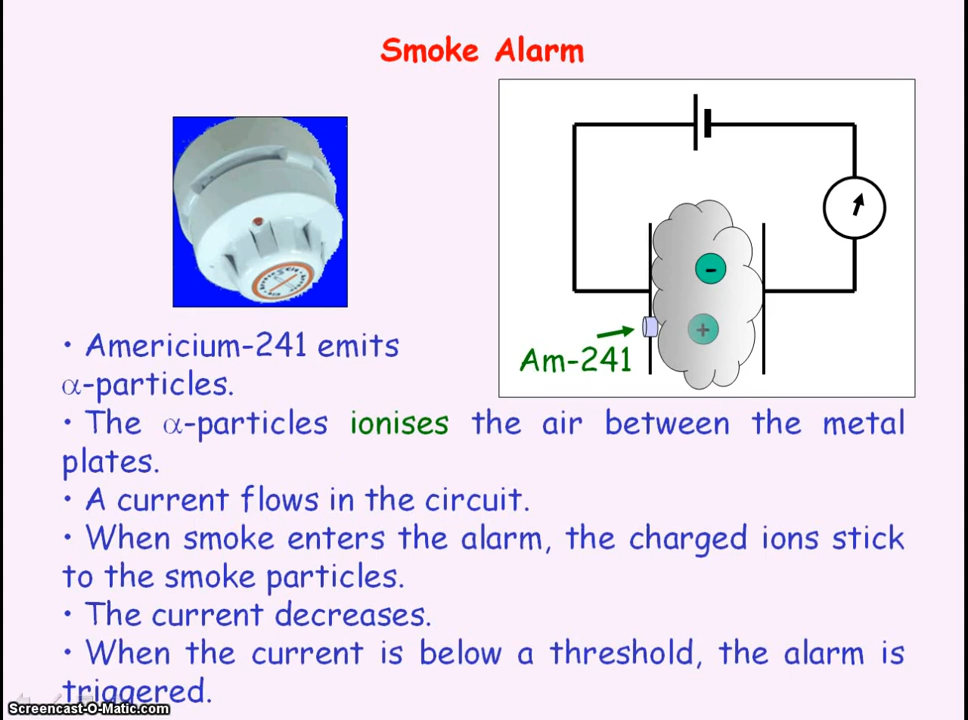 Smoke Alarm
-
+
Am-241
• Americium-241 emits
α-particles.
• The α-particles ionises the air between the metal
plates.
• A current flows in the circuit.
• When smoke enters the alarm, the charged ions stick
to the smoke particles.
• The current decreases.
• When the current is below a threshold, the alarm is
triggered.
Screencast-O-Matic.com